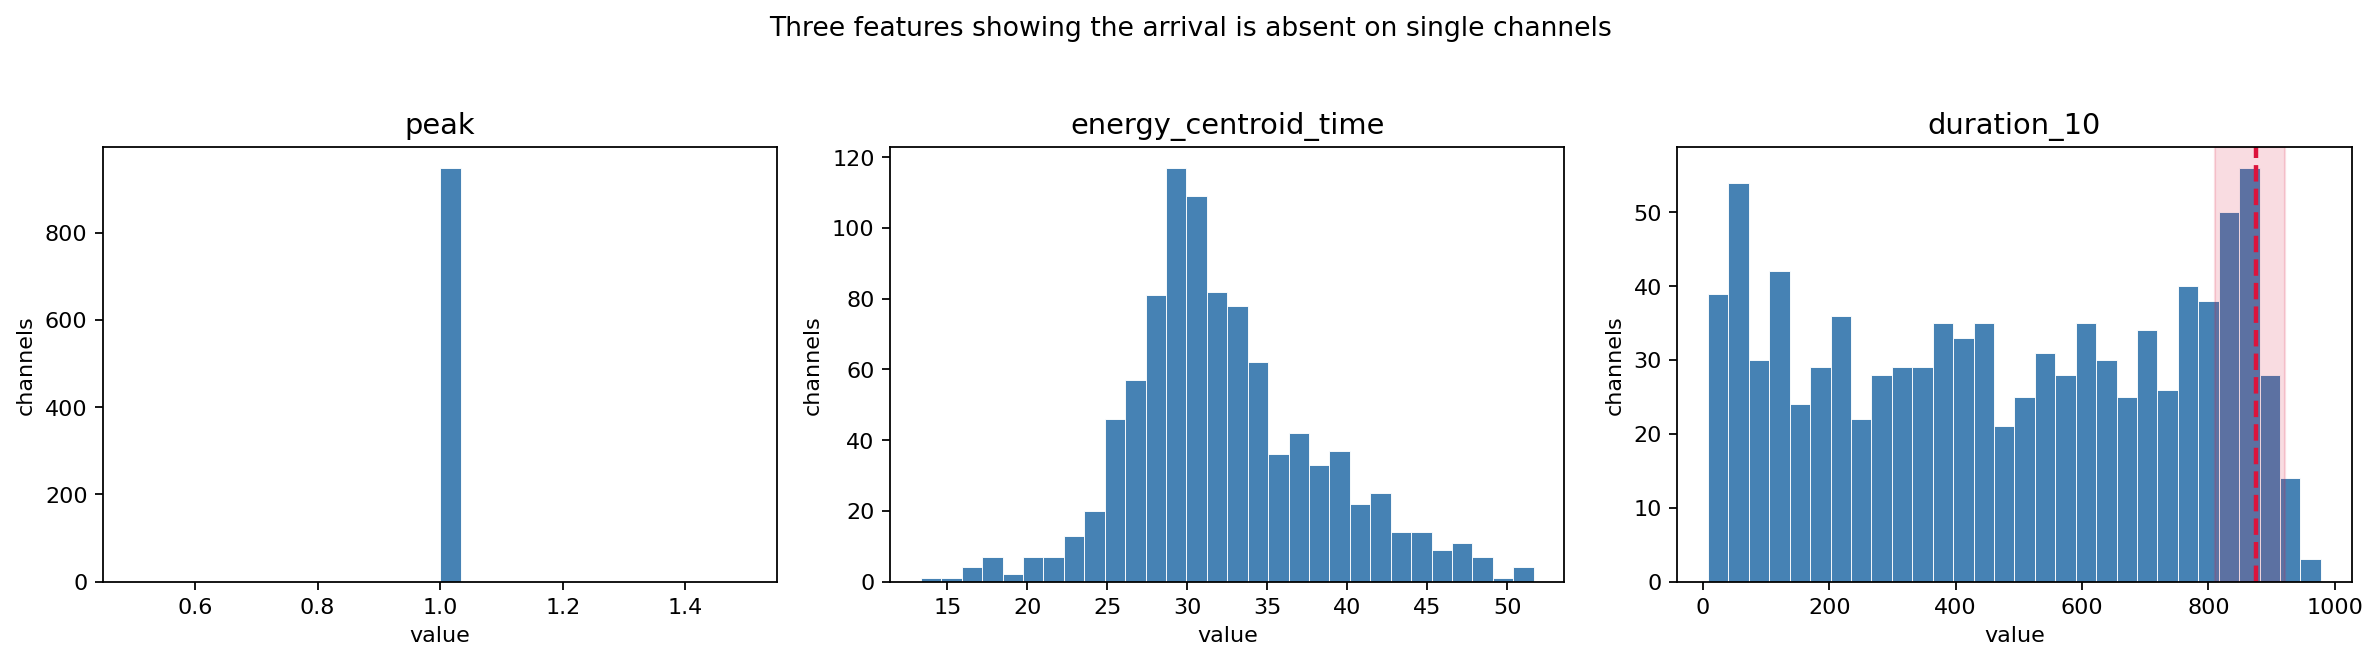 Three features showing the arrival is absent on single channels
peak
channels
800
600
400
200
0
0.6 0.8 1.0 1.2 1.4
value
energy_centroid_time
channels
120
100
80
60
40
20
0
15 20 25 30 35 40 45 50
value
duration_10
channels
50
40
30
20
10
0
0 200 400 600 800 1000
value